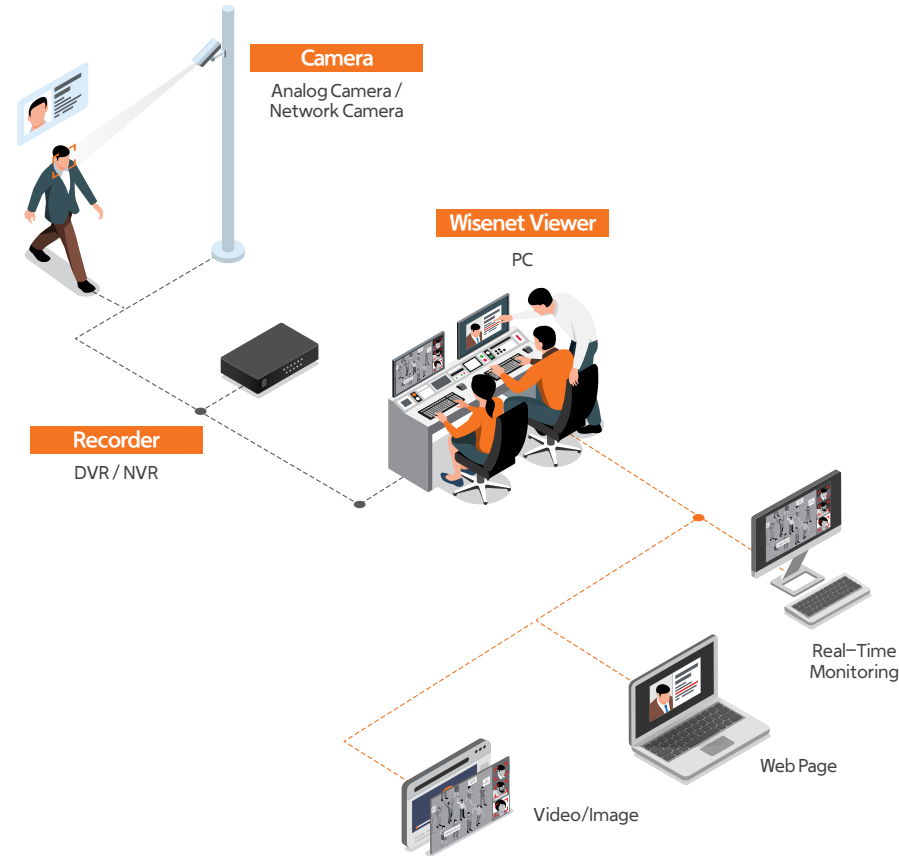 Camera
Analog Camera /
Network Camera
Wisenet Viewer
PC
Recorder
DVR / NVR
Real-Time
Monitoring
Web Page
Video/Image